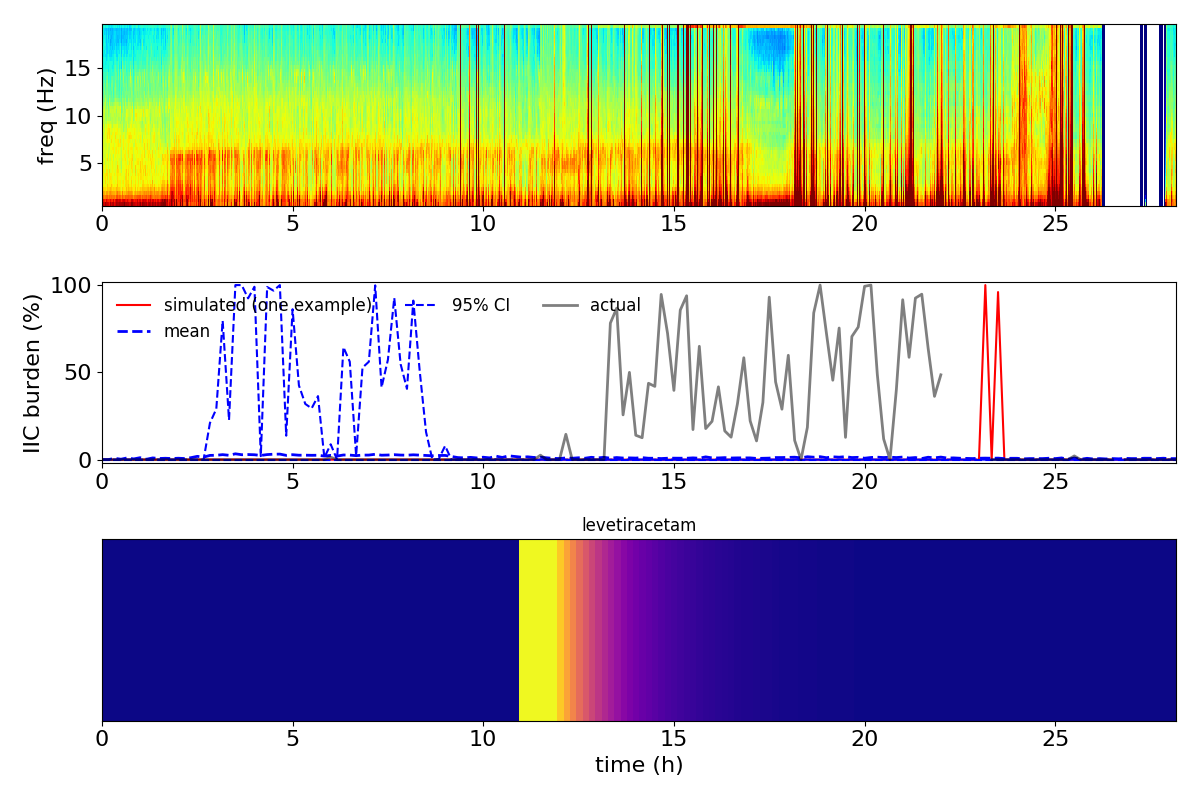 freq (Hz)
15
10
5
0 5 10 15 20 25
IIC burden (%)
100
50
0
simulated (one example) 95% CI actual
mean
0 5 10 15 20 25
levetiracetam
0 5 10 15 20 25
time (h)